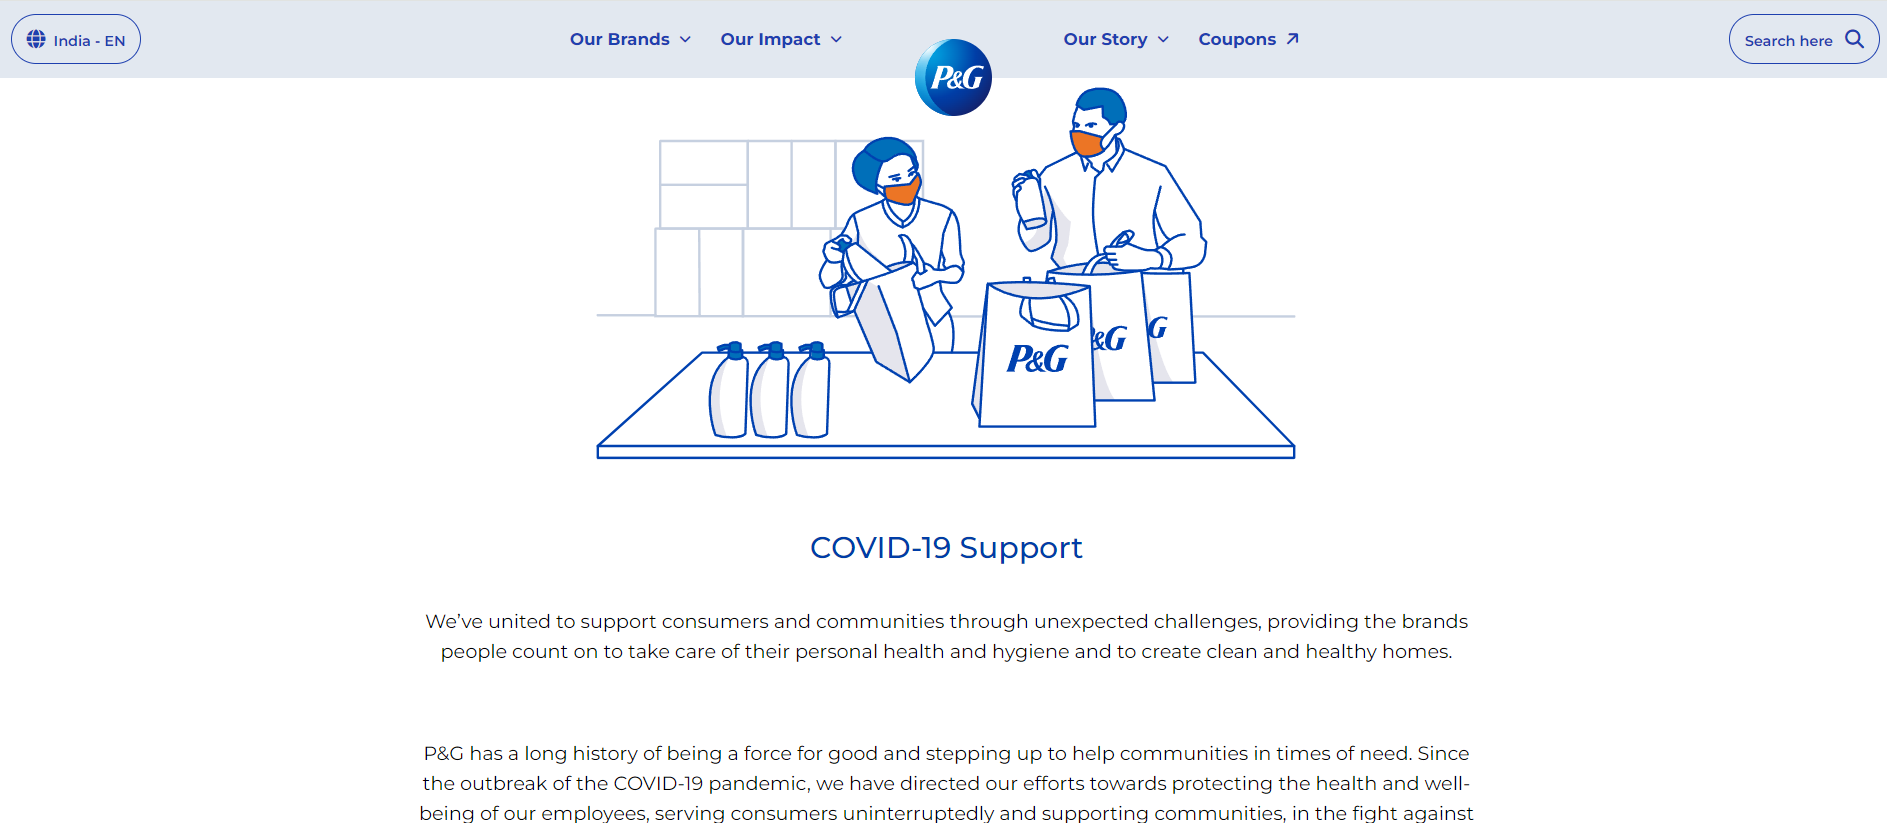 India - EN
Our Brands
Our Impact
P&G
Our Story
Coupons
Search here
P&G
&G
G
COVID-19 Support
We’ve united to support consumers and communities through unexpected challenges, providing the brands
people count on to take care of their personal health and hygiene and to create clean and healthy homes.
P&G has a long history of being a force for good and stepping up to help communities in times of need. Since
the outbreak of the COVID-19 pandemic, we have directed our efforts towards protecting the health and well-
being of our employees, serving consumers uninterruptedly and supporting communities, in the fight against